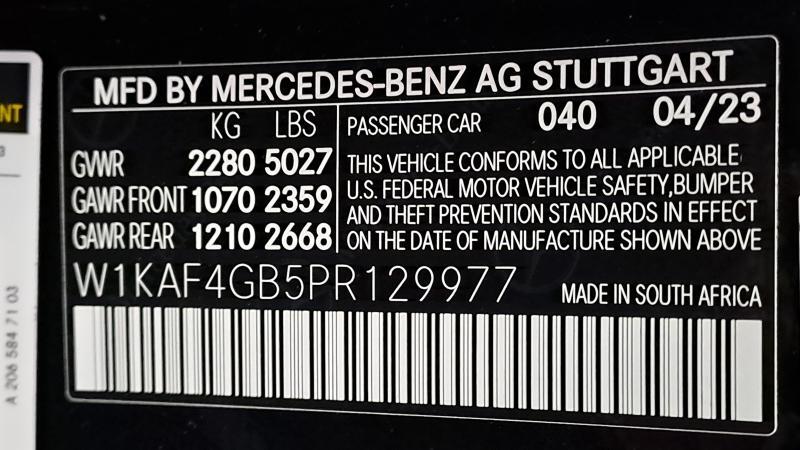 MFD BY MERCEDES-BENZ AG STUTTGART
KG LBS
GVWR 2280 5027
GAWR FRONT 1070 2359
GAWR REAR 1210 2668
PASSENGER CAR 040 04/23
THIS VEHICLE CONFORMS TO ALL APPLICABLE
U.S. FEDERAL MOTOR VEHICLE SAFETY,BUMPER
AND THEFT PREVENTION STANDARDS IN EFFECT
ON THE DATE OF MANUFACTURE SHOWN ABOVE
W1KAF4GB5PR129977
MADE IN SOUTH AFRICA
NT
3
A 206 584 71 03